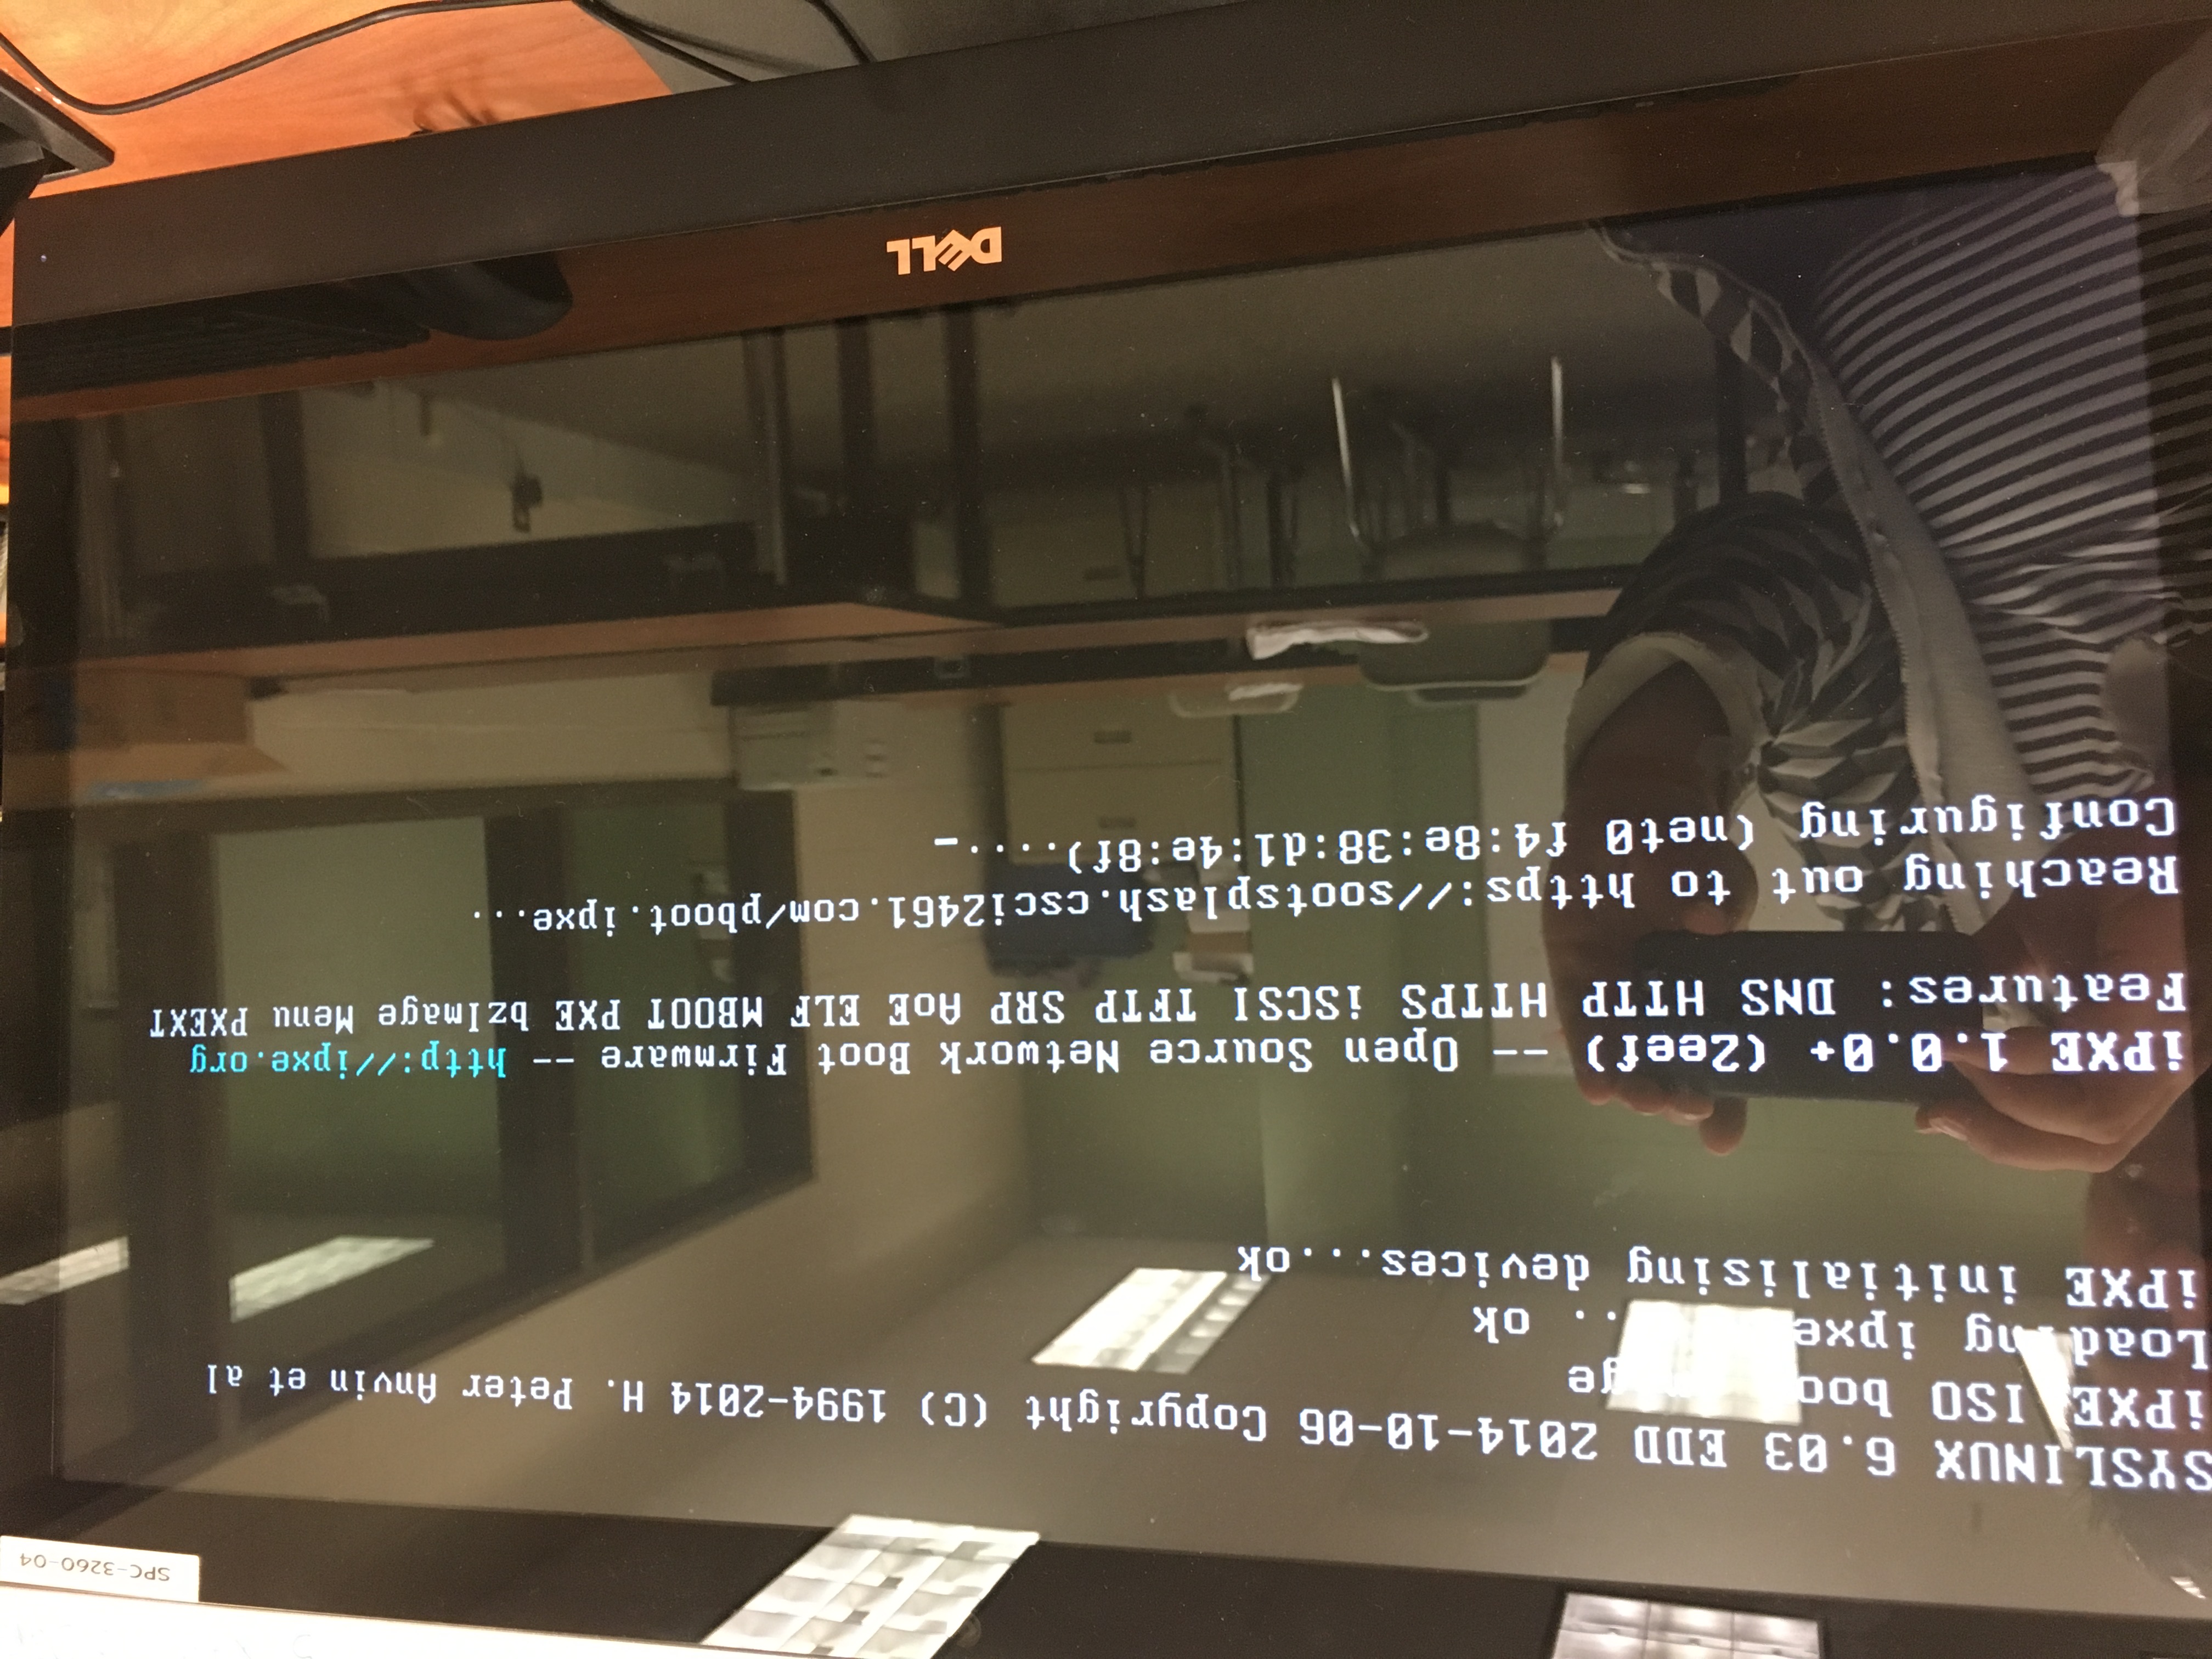 SPC-3260-04
SYSLINUX 6.03 EDD 2014-10-06 Copyright (C) 1994-2014 H. Peter Anvin et al
iPXE ISO
Loading ipxe .. ok
iPXE initialising devices...ok
iPXE 1.0.0+ (2eef) -- Open Source Network Boot Firmware -- http://ipxe.org
Features: DNS HTTP HTTPS iSCSI TFTP SRP AoE ELF MBOOT PXE bzImage Menu PXEXT
Reaching out to https://sootsplash.csci2461.com/pboot.ipxe...
Configuring (net0 f4:8e:38:d1:4e:8f)...._
DELL